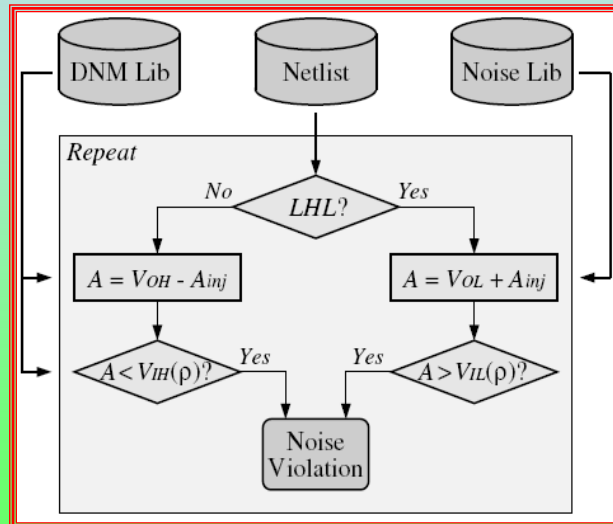 DNM Lib
Netlist
Noise Lib
Repeat
No
Yes
LHL?
A = VOH - Ainj
A = VOL + Ainj
Yes
Yes
A < VIH(ρ)?
A > VIL(ρ)?
Noise
Violation